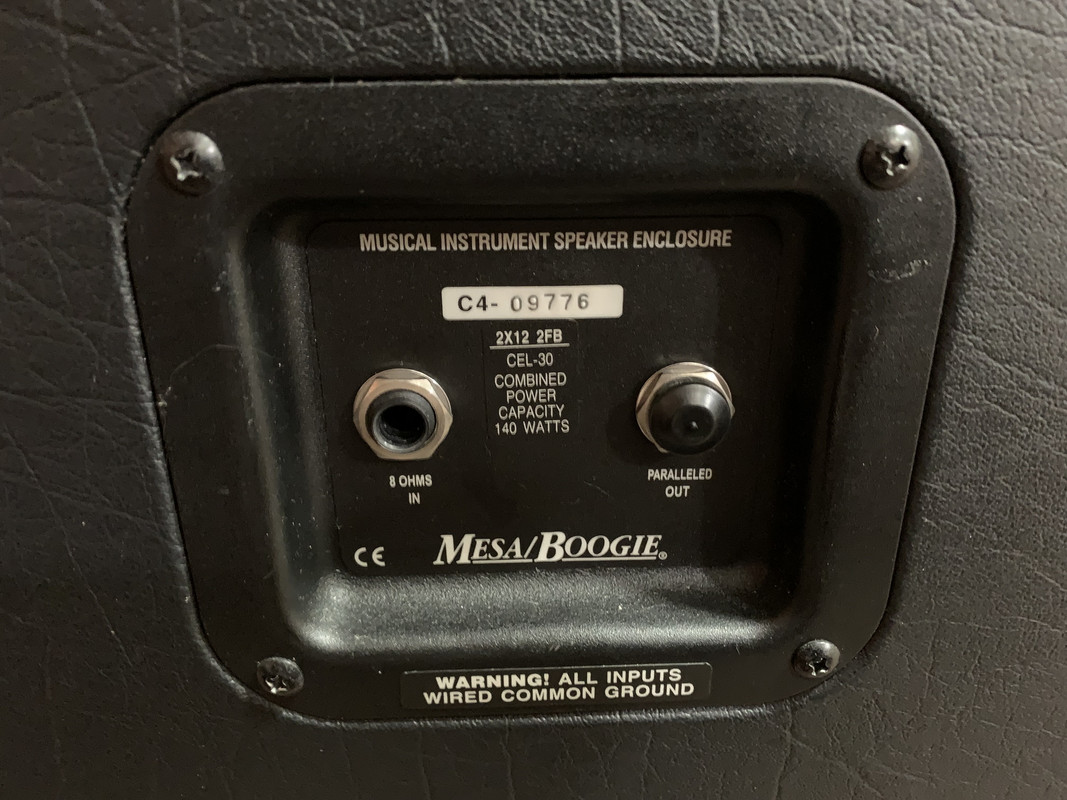 MUSICAL INSTRUMENT SPEAKER ENCLOSURE
C4- 09776
2X12 2FB
CEL-30
COMBINED
POWER
CAPACITY
140 WATTS
8 OHMS
IN
PARALLELED
OUT
CE
MESA/BOOGIE®
WARNING! ALL INPUTS
WIRED COMMON GROUND